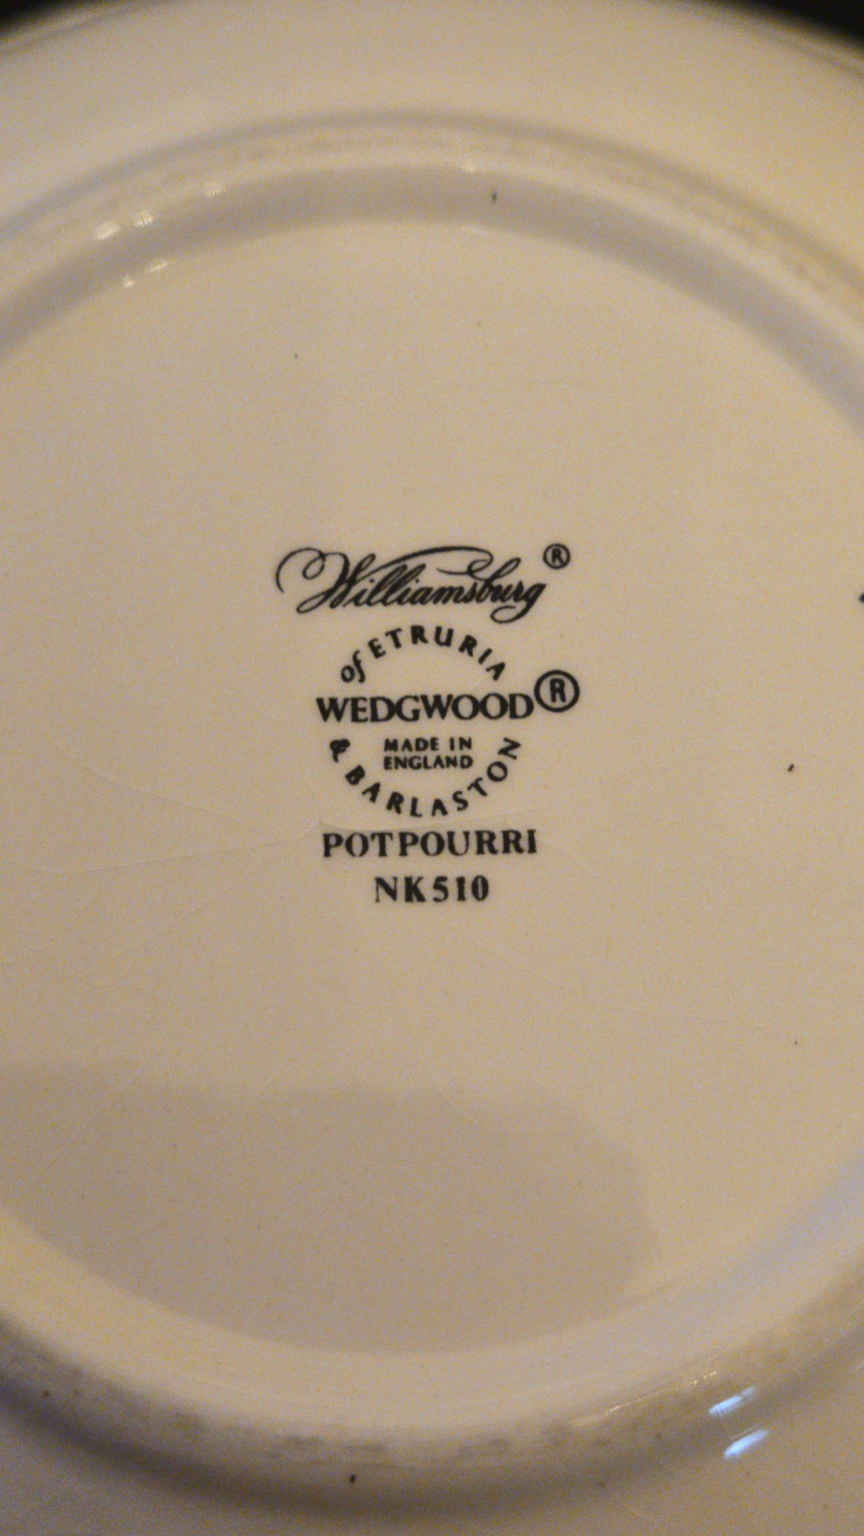 Williamsburg®
of ETRURIA
WEDGWOOD®
MADE IN
ENGLAND
& BARLASTON
POTPOURRI
NK510